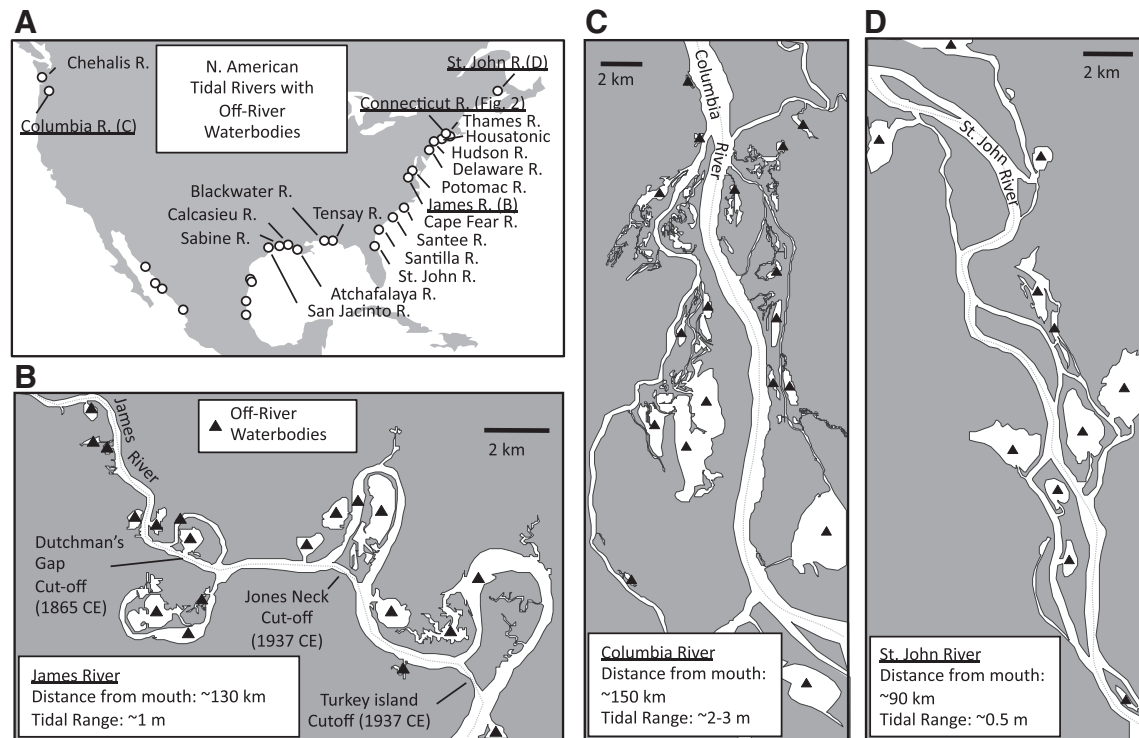 A
Chehalis R.
Columbia R. (C)
N. American
Tidal Rivers with
Off-River
Waterbodies
St. John R.(D)
Connecticut R. (Fig. 2)
Thames R.
Housatonic
Hudson R.
Delaware R.
Potomac R.
James R. (B)
Cape Fear R.
Santee R.
Santilla R.
St. John R.
Blackwater R.
Calcasieu R.
Sabine R.
Tensay R.
Atchafalaya R.
San Jacinto R.
B
James River
Off-River
Waterbodies
2 km
Dutchman's
Gap
Cut-off
(1865 CE)
Jones Neck
Cut-off
(1937 CE)
Turkey island
Cutoff (1937 CE)
James River
Distance from mouth: ~130 km
Tidal Range: ~1 m
C
2 km
Columbia River
Columbia River
Distance from mouth:
~150 km
Tidal Range: ~2-3 m
D
2 km
St. John River
St. John River
Distance from mouth:
~90 km
Tidal Range: ~0.5 m